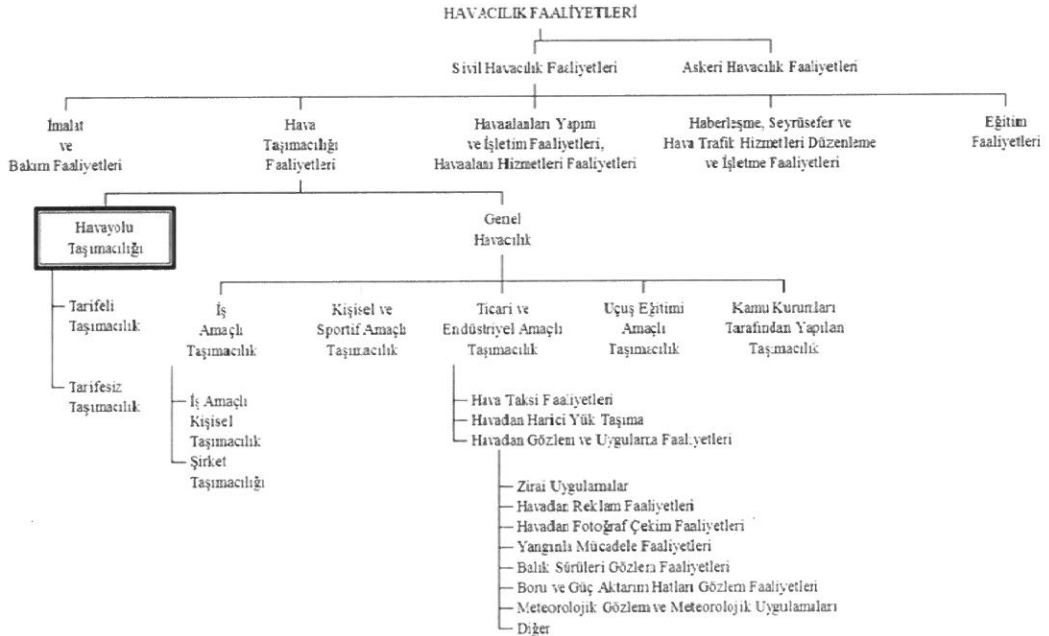 HAVACILIK FAALİYETLERİ
Sivil Havacılık Faaliyetleri
Askeri Havacılık Faaliyetleri
İmalat
ve
Bakım Faaliyetleri
Hava
Taşımacılığı
Faaliyetleri
Havaalanları Yapım
ve İşletim Faaliyetleri,
Havaalanı Hizmetleri Faaliyetleri
Haberleşme, Seyrüsefer ve
Hava Trafik Hizmetleri Düzenleme
ve İşletme Faaliyetleri
Eğitim
Faaliyetleri
Havayolu
Taşımacılığı
Genel
Havacılık
Tarifeli
Taşımacılık
Tarifesiz
Taşımacılık
İş
Amaçlı
Taşımacılık
Kişisel ve
Sportif Amaçlı
Taşımacılık
Ticari ve
Endüstriyel Amaçlı
Taşımacılık
Uçuş Eğitimi
Amaçlı
Taşımacılık
Kamu Kurumları
Tarafından Yapılan
Taşımacılık
İş Amaçlı
Kişisel
Taşımacılık
Şirket
Taşımacılığı
Hava Taksi Faaliyetleri
Havadan Harici Yük Taşıma
Havadan Gözlem ve Uygulama Faaliyetleri
Zirai Uygulamalar
Havadan Reklam Faaliyetleri
Havadan Fotoğraf Çekim Faaliyetleri
Yangınla Mücadele Faaliyetleri
Balık Sürüleri Gözlem Faaliyetleri
Boru ve Güç Aktarım Hatları Gözlem Faaliyetleri
Meteorolojik Gözlem ve Meteorolojik Uygulamaları
Diğer